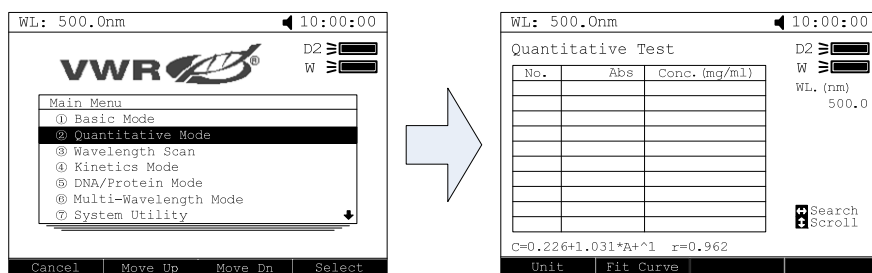 WL: 500.0nm 10:00:00
D2
W
VWR®
Main Menu
① Basic Mode
② Quantitative Mode
③ Wavelength Scan
④ Kinetics Mode
⑤ DNA/Protein Mode
⑥ Multi-Wavelength Mode
⑦ System Utility
Cancel Move Up Move Dn Select
WL: 500.0nm 10:00:00
Quantitative Test
D2
W
No. Abs Conc.(mg/ml)
WL.(nm)
500.0
Search
Scroll
C=0.226+1.031*A+^1 r=0.962
Unit Fit Curve